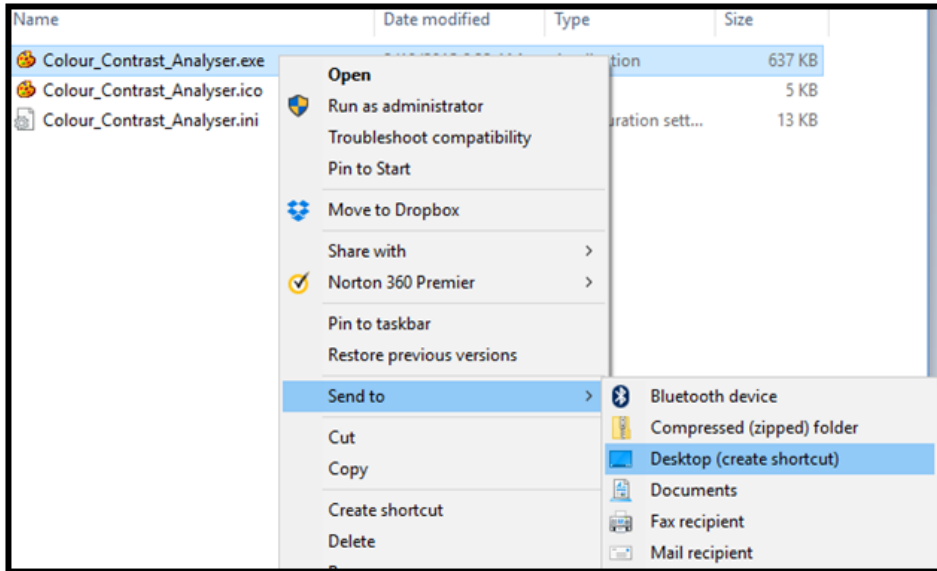 Name Date modified Type Size
Colour_Contrast_Analyser.exe tion 637 KB
Colour_Contrast_Analyser.ico 5 KB
Colour_Contrast_Analyser.ini uration sett... 13 KB
Open
Run as administrator
Troubleshoot compatibility
Pin to Start
Move to Dropbox
Share with
Norton 360 Premier
Pin to taskbar
Restore previous versions
Send to
Cut
Copy
Create shortcut
Delete
Bluetooth device
Compressed (zipped) folder
Desktop (create shortcut)
Documents
Fax recipient
Mail recipient